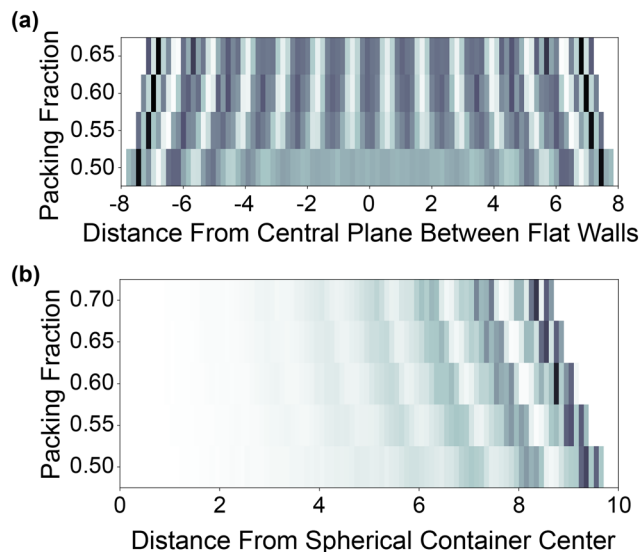 (a)
Packing Fraction
0.65
0.60
0.55
0.50
-8 -6 -4 -2 0 2 4 6 8
Distance From Central Plane Between Flat Walls
(b)
Packing Fraction
0.70
0.65
0.60
0.55
0.50
0 2 4 6 8 10
Distance From Spherical Container Center